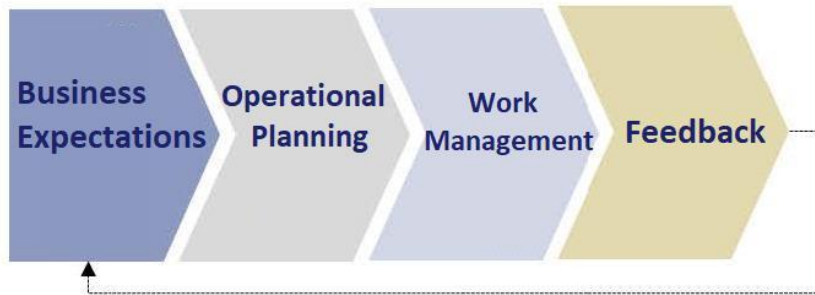 Business
Expectations
Operational
Planning
Work
Management
Feedback